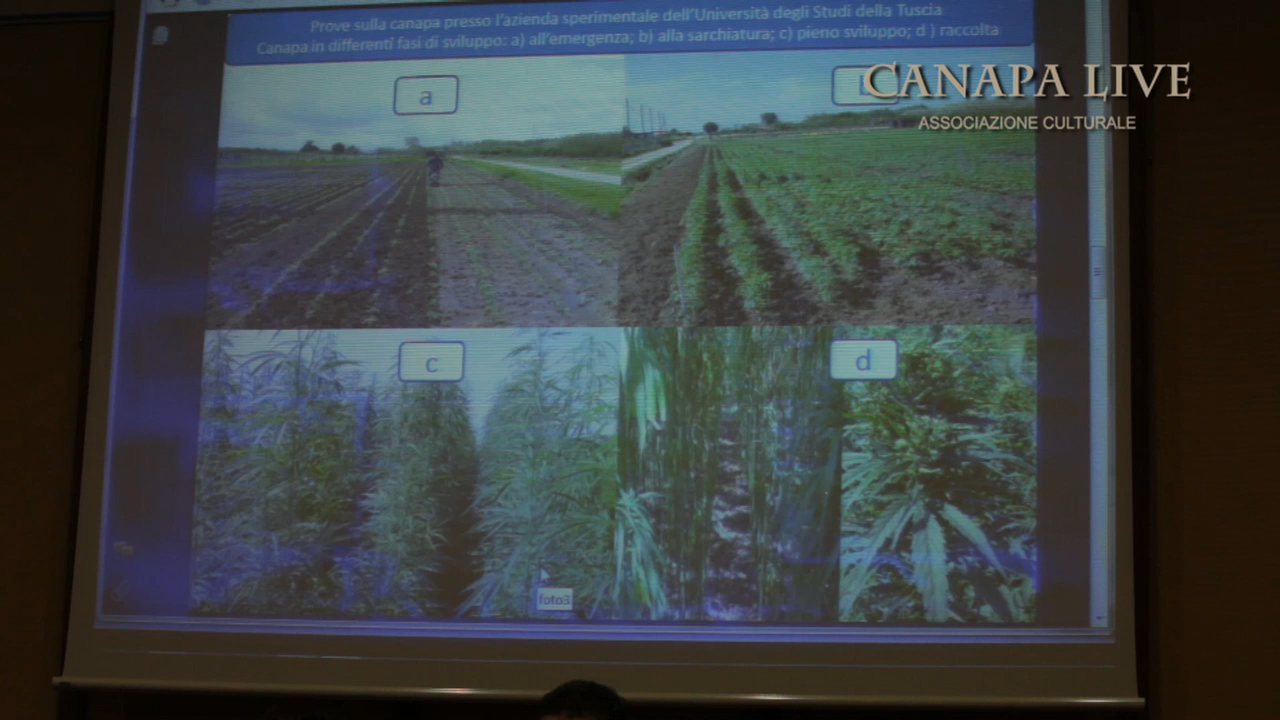 Prove sulla canapa presso l'azienda sperimentale dell'Università degli Studi della Tuscia
Canapa in differenti fasi di sviluppo: a) all'emergenza; b) alla sarchiatura; c) pieno sviluppo; d ) raccolta
a
CANAPA LIVE
ASSOCIAZIONE CULTURALE
c
d
foto3